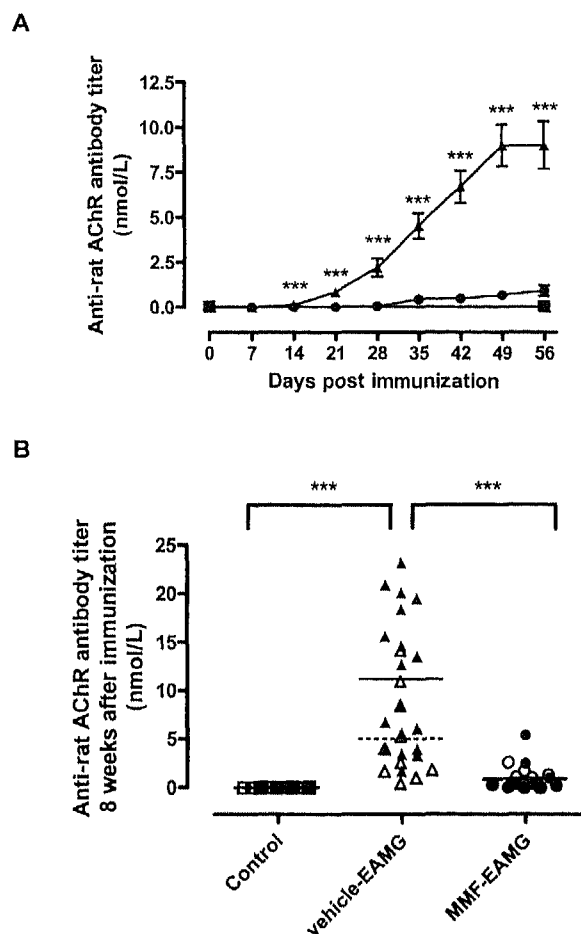 A
Anti-rat AChR antibody titer
(nmol/L)
12.5
10.0
7.5
5.0
2.5
0.0
*** *** *** *** *** *** ***
0 7 14 21 28 35 42 49 56
Days post immunization
B
*** ***
Anti-rat AChR antibody titer
8 weeks after immunization
(nmol/L)
25
20
15
10
5
0
Control
vehicle-EAMG
MMF-EAMG